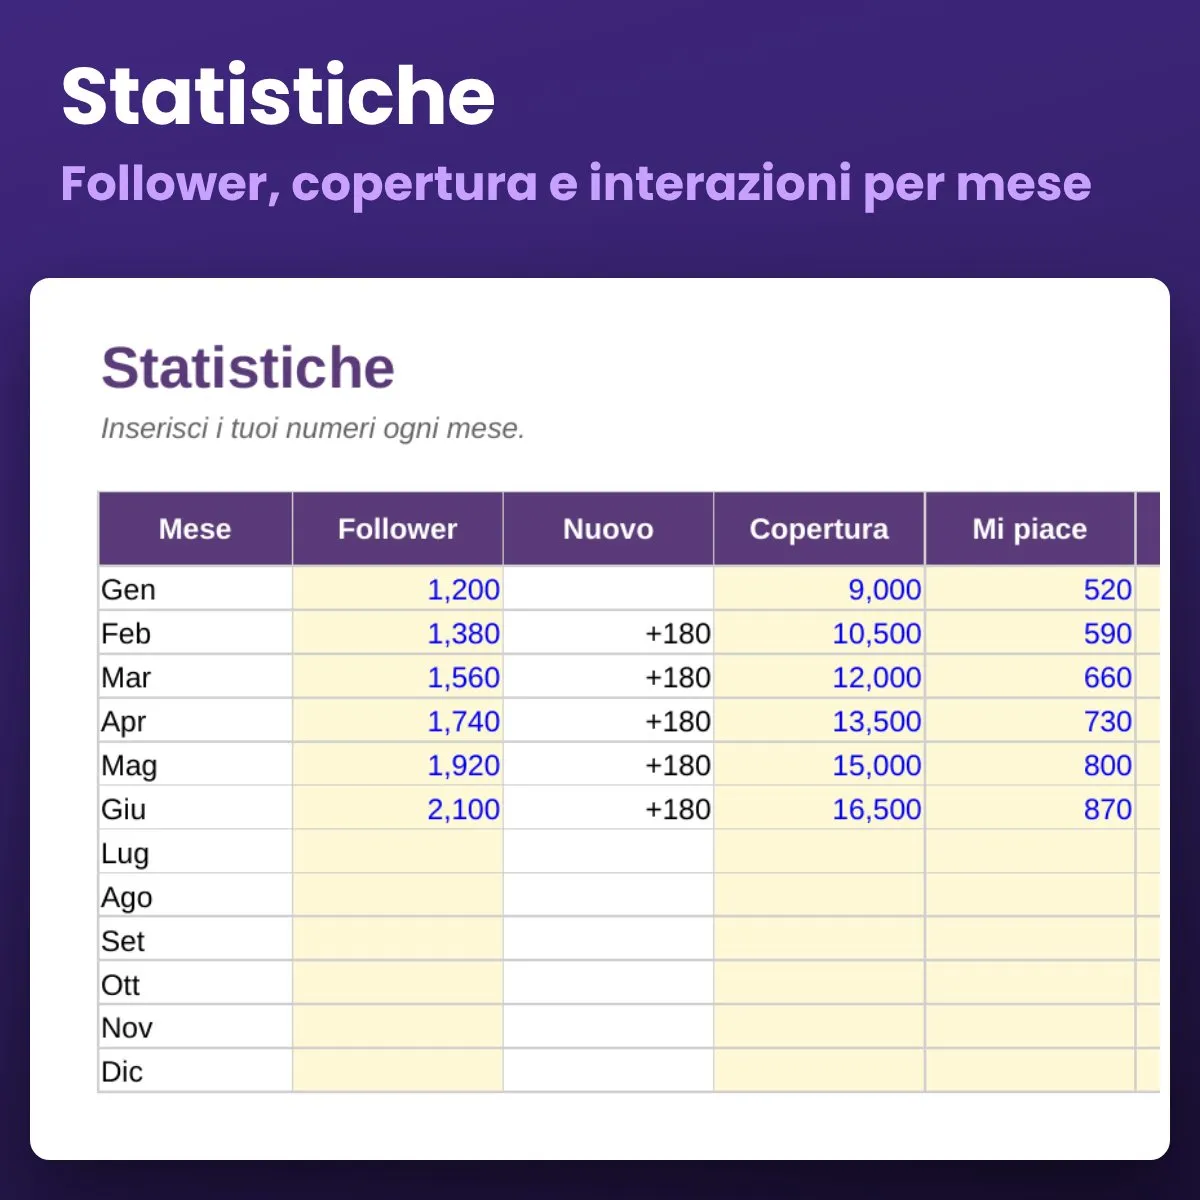 Statistiche
Follower, copertura e interazioni per mese
Statistiche
Inserisci i tuoi numeri ogni mese.
Mese Follower Nuovo Copertura Mi piace
Gen 1,200 9,000 520
Feb 1,380 +180 10,500 590
Mar 1,560 +180 12,000 660
Apr 1,740 +180 13,500 730
Mag 1,920 +180 15,000 800
Giu 2,100 +180 16,500 870
Lug
Ago
Set
Ott
Nov
Dic